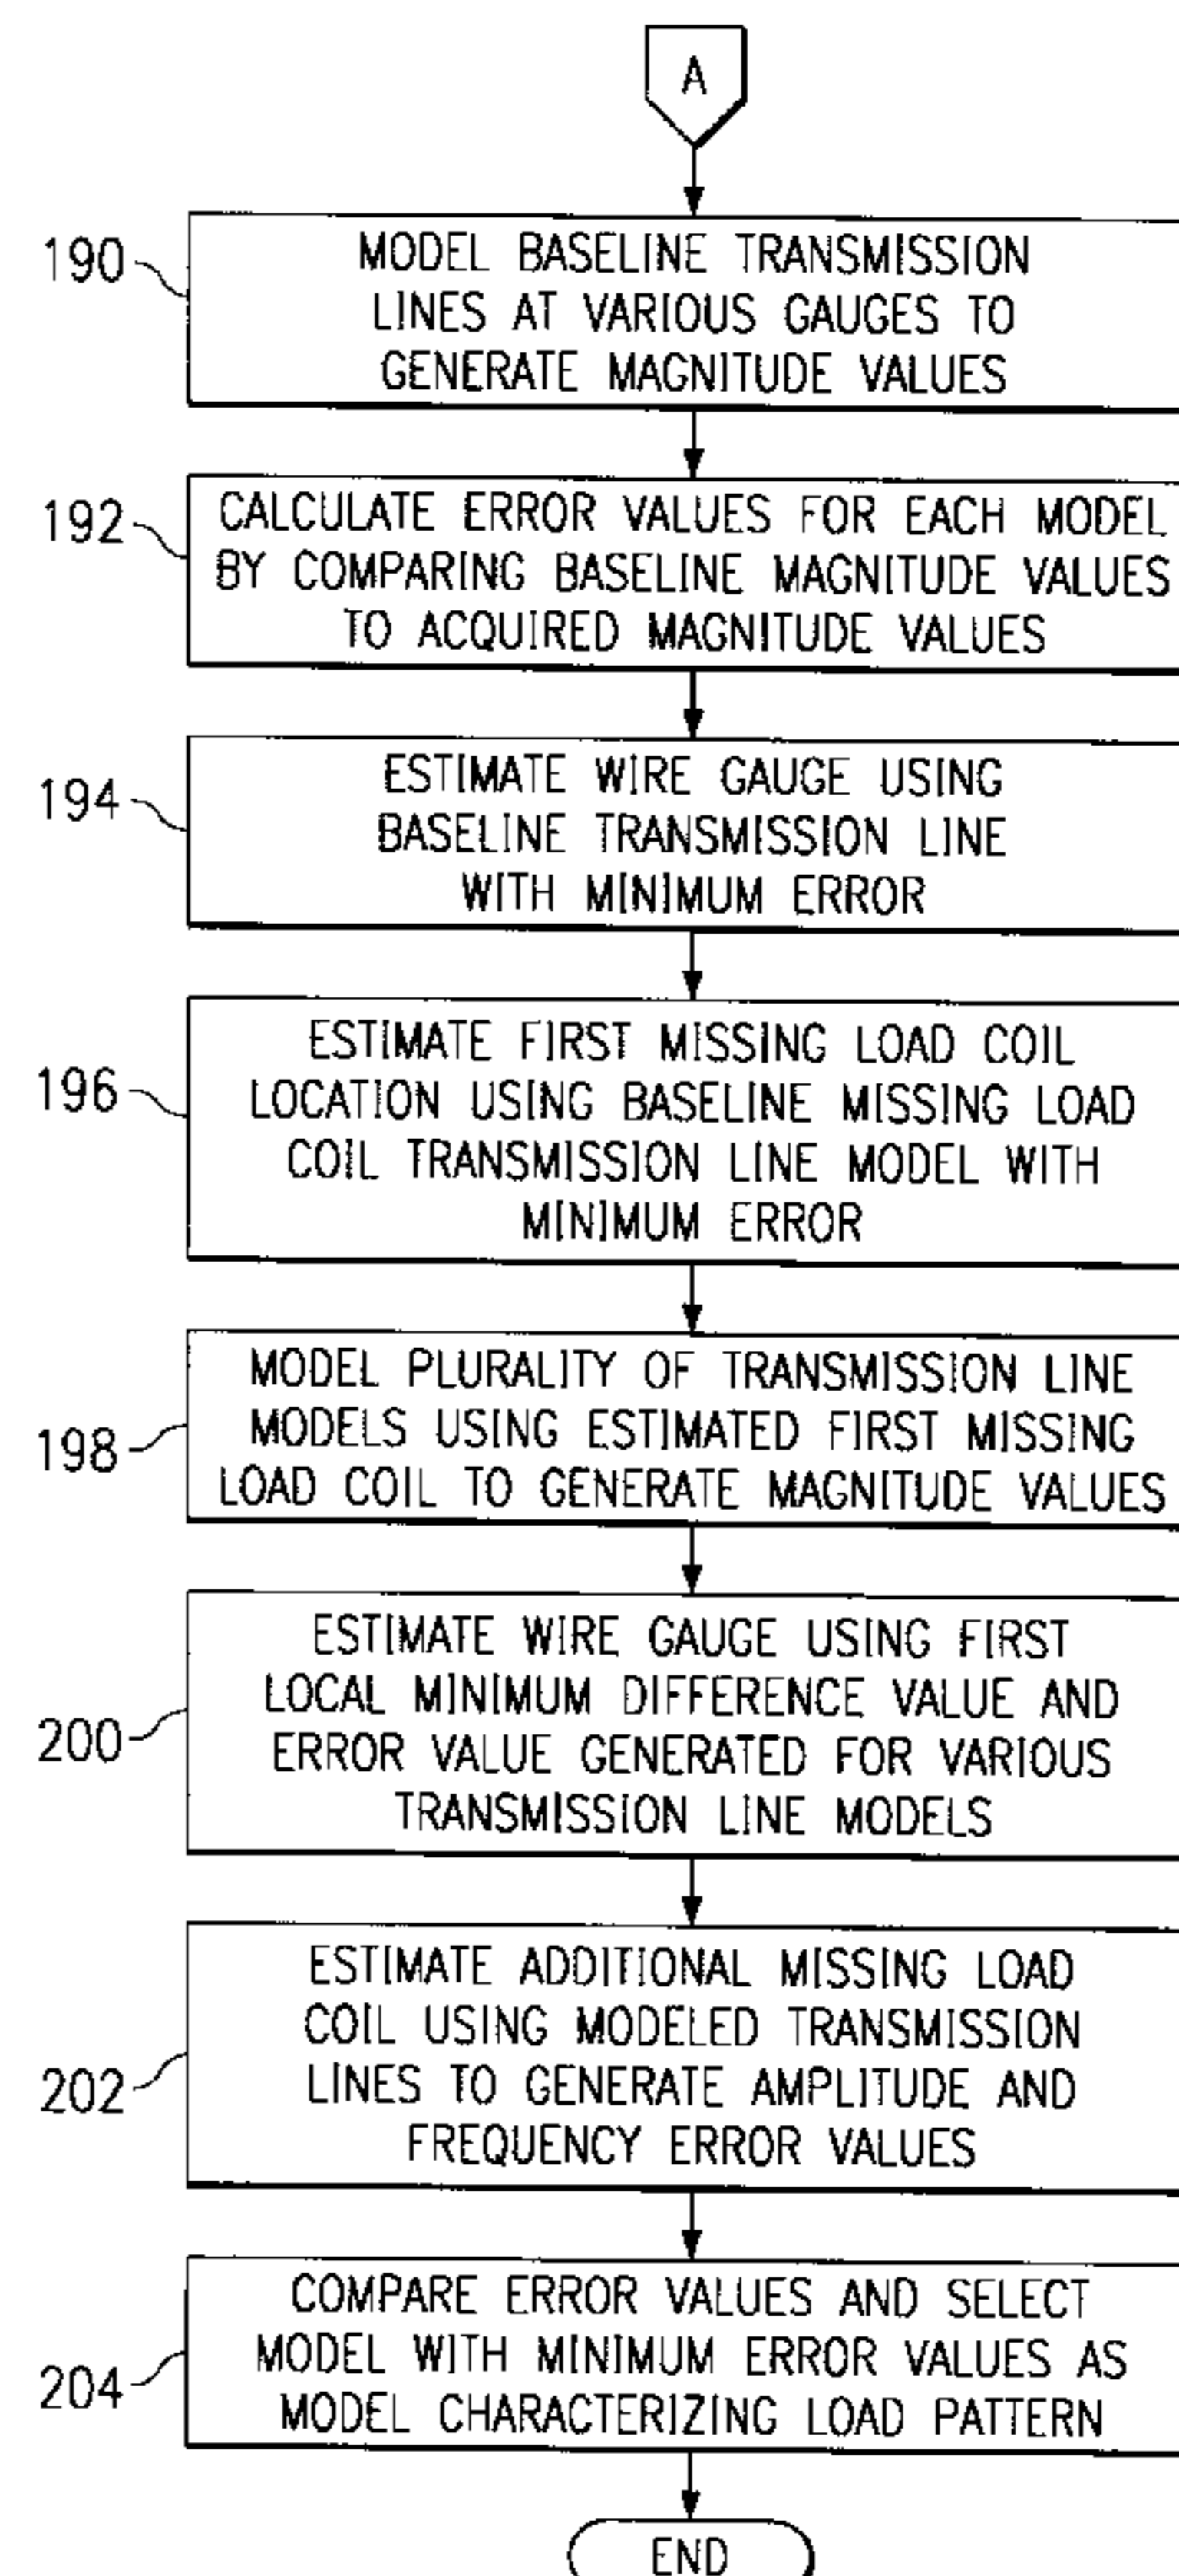 A
190
MODEL BASELINE TRANSMISSION
LINES AT VARIOUS GAUGES TO
GENERATE MAGNITUDE VALUES
192
CALCULATE ERROR VALUES FOR EACH MODEL
BY COMPARING BASELINE MAGNITUDE VALUES
TO ACQUIRED MAGNITUDE VALUES
194
ESTIMATE WIRE GAUGE USING
BASELINE TRANSMISSION LINE
WITH MINIMUM ERROR
196
ESTIMATE FIRST MISSING LOAD COIL
LOCATION USING BASELINE MISSING LOAD
COIL TRANSMISSION LINE MODEL WITH
MINIMUM ERROR
198
MODEL PLURALITY OF TRANSMISSION LINE
MODELS USING ESTIMATED FIRST MISSING
LOAD COIL TO GENERATE MAGNITUDE VALUES
200
ESTIMATE WIRE GAUGE USING FIRST
LOCAL MINIMUM DIFFERENCE VALUE AND
ERROR VALUE GENERATED FOR VARIOUS
TRANSMISSION LINE MODELS
202
ESTIMATE ADDITIONAL MISSING LOAD
COIL USING MODELED TRANSMISSION
LINES TO GENERATE AMPLITUDE AND
FREQUENCY ERROR VALUES
204
COMPARE ERROR VALUES AND SELECT
MODEL WITH MINIMUM ERROR VALUES AS
MODEL CHARACTERIZING LOAD PATTERN
END